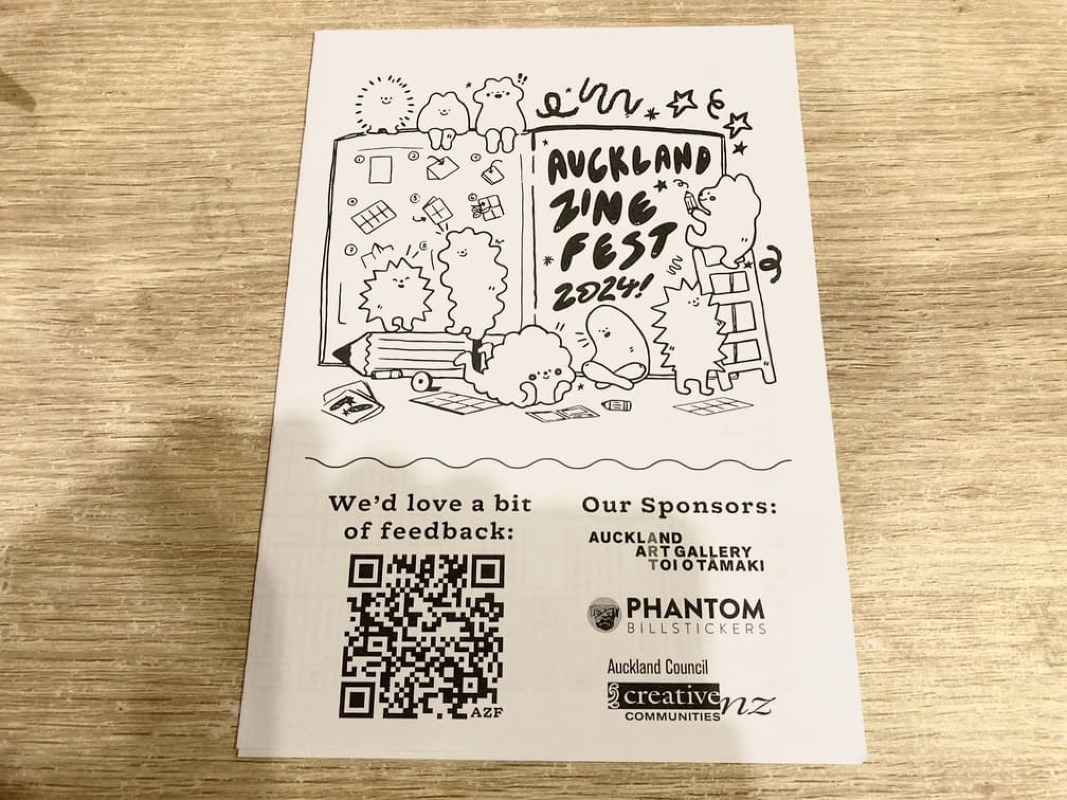 AUCKLAND
ZINE
FEST
2024!
We'd love a bit
of feedback:
AZF
Our Sponsors:
AUCKLAND
ART GALLERY
TOI O TĀMAKI
PHANTOM
BILLSTICKERS
Auckland Council
creative nz
COMMUNITIES